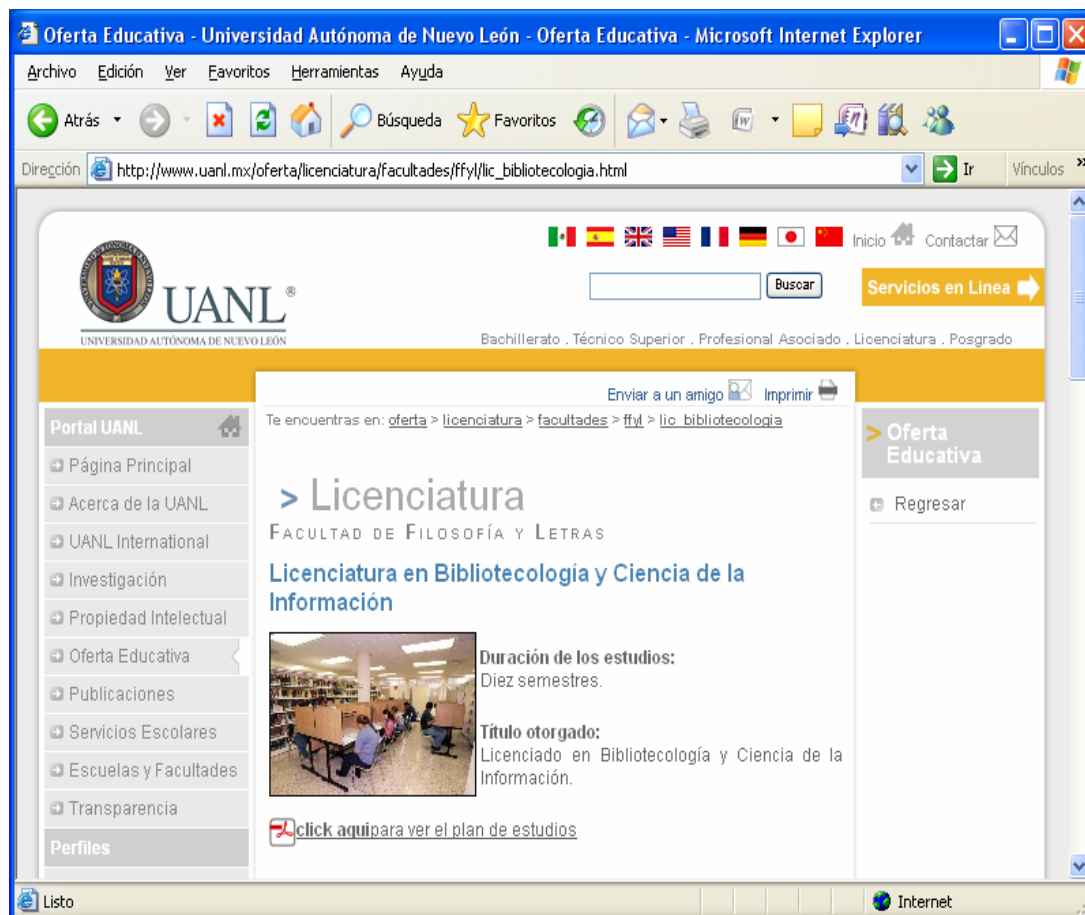 Oferta Educativa - Universidad Autónoma de Nuevo León - Oferta Educativa - Microsoft Internet Explorer
Archivo Edición Ver Favoritos Herramientas Ayuda
Atrás Búsqueda Favoritos
Dirección http://www.uanl.mx/oferta/licenciatura/facultades/ffyl/lic_bibliotecologia.html Ir Vínculos »
Inicio Contactar
UANL ®
UNIVERSIDAD AUTÓNOMA DE NUEVO LEÓN
Buscar
Servicios en Línea
Bachillerato . Técnico Superior . Profesional Asociado . Licenciatura . Posgrado
Enviar a un amigo Imprimir
Te encuentras en: oferta > licenciatura > facultades > ffyl > lic_bibliotecologia
Portal UANL
Página Principal
Acerca de la UANL
UANL International
Investigación
Propiedad Intelectual
Oferta Educativa
Publicaciones
Servicios Escolares
Escuelas y Facultades
Transparencia
Perfiles
> Licenciatura
FACULTAD DE FILOSOFÍA Y LETRAS
Licenciatura en Bibliotecología y Ciencia de la
Información
Duración de los estudios:
Diez semestres.
Título otorgado:
Licenciado en Bibliotecología y Ciencia de la
Información.
click aquipara ver el plan de estudios
> Oferta
Educativa
Regresar
Listo
Internet